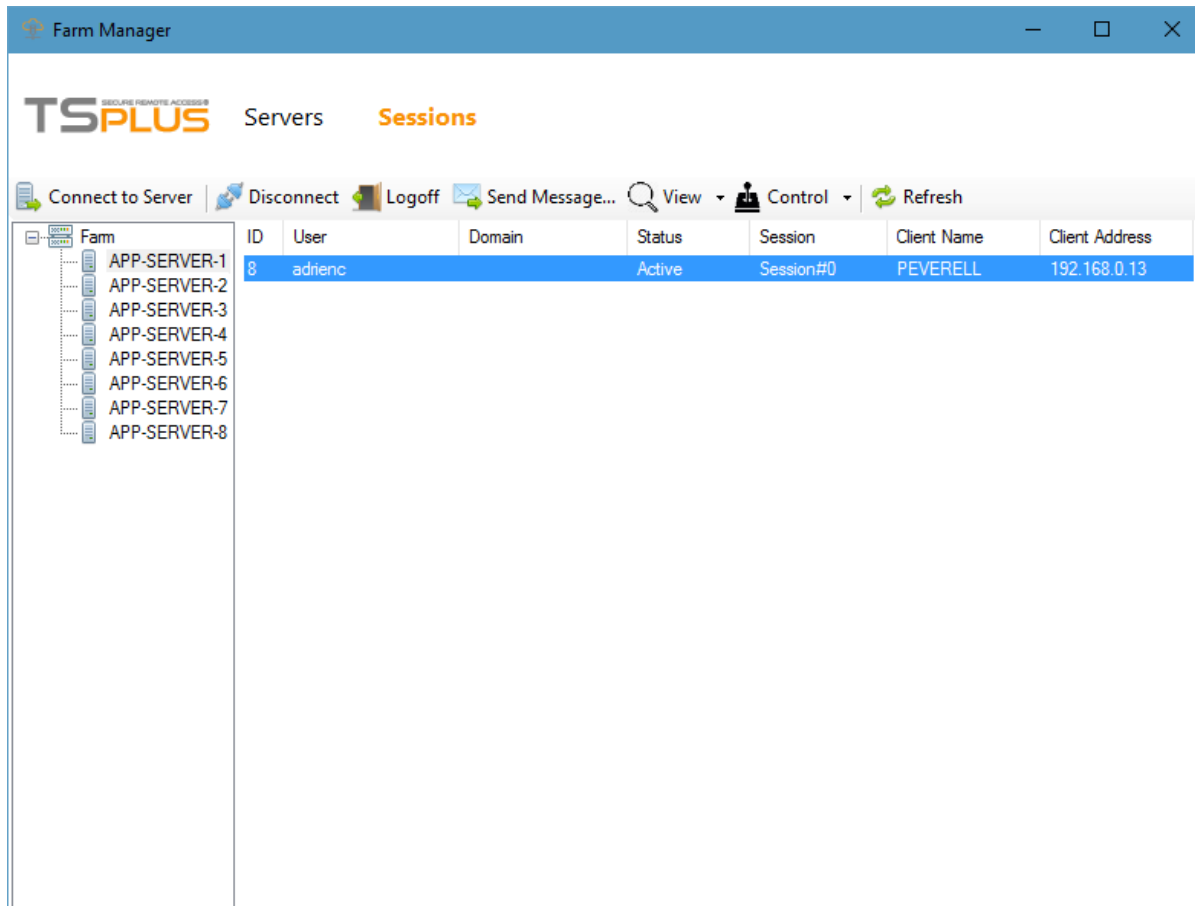 Farm Manager
TSPLUS SECURE REMOTE ACCESS®
Servers Sessions
Connect to Server Disconnect Logoff Send Message... View Control Refresh
Farm
APP-SERVER-1
APP-SERVER-2
APP-SERVER-3
APP-SERVER-4
APP-SERVER-5
APP-SERVER-6
APP-SERVER-7
APP-SERVER-8
ID User Domain Status Session Client Name Client Address
8 adrienc Active Session#0 PEVERELL 192.168.0.13